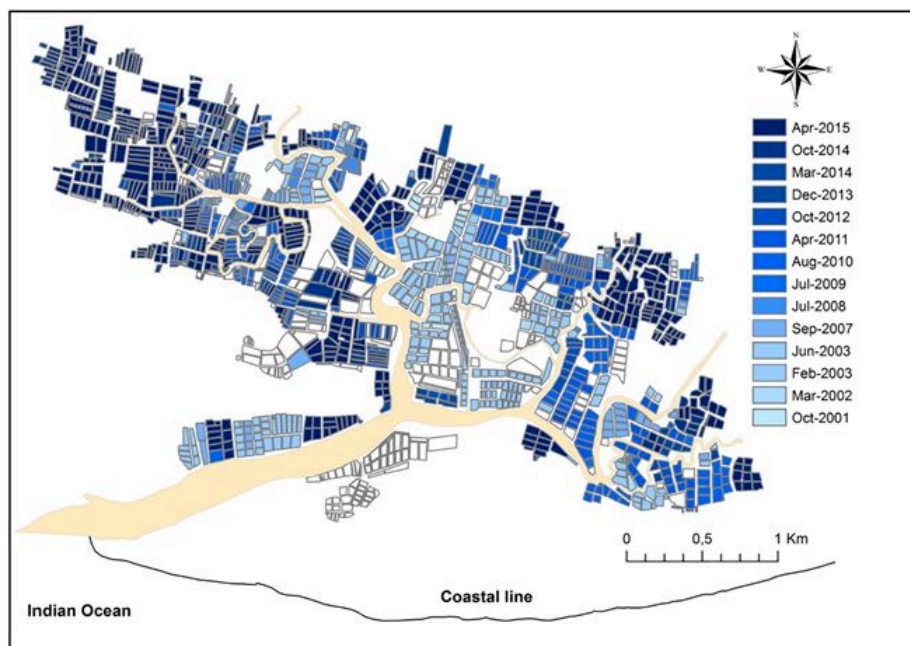 N
W
E
S
Apr-2015
Oct-2014
Mar-2014
Dec-2013
Oct-2012
Apr-2011
Aug-2010
Jul-2009
Jul-2008
Sep-2007
Jun-2003
Feb-2003
Mar-2002
Oct-2001
0 0,5 1 Km
Coastal line
Indian Ocean